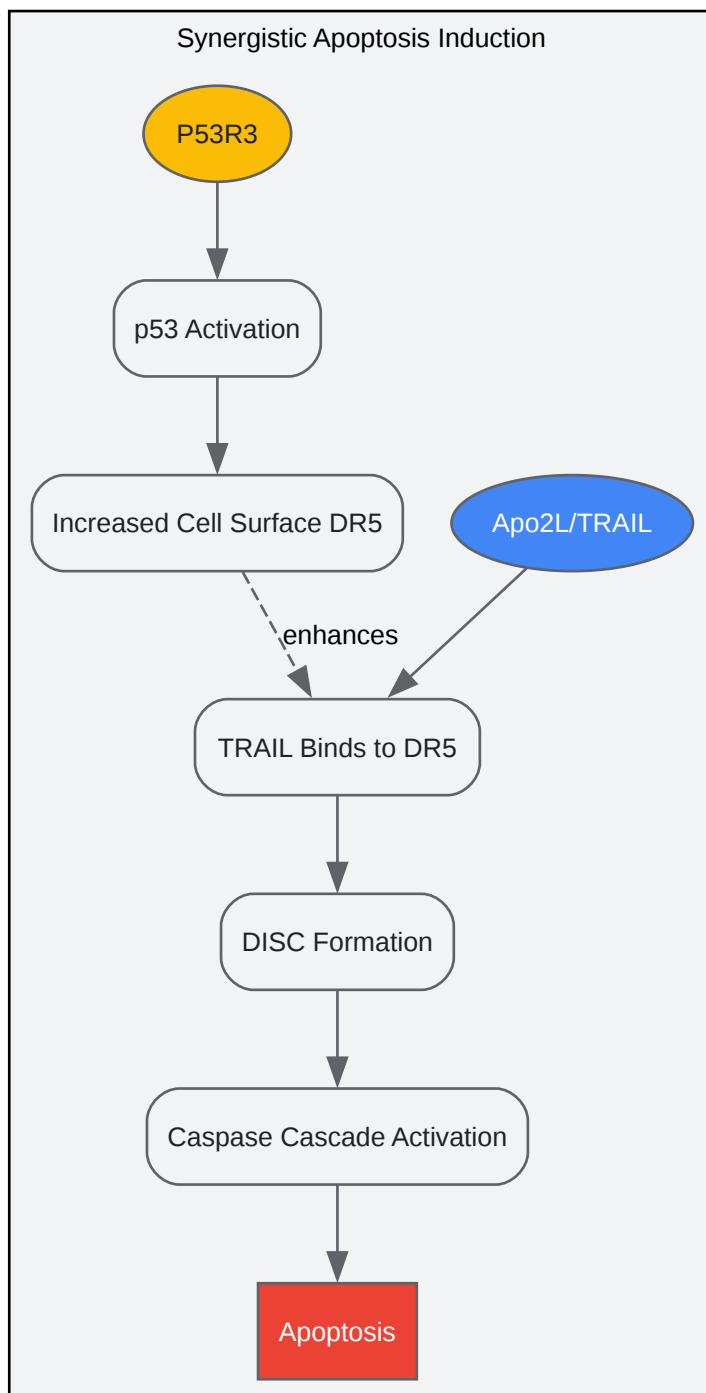 Synergistic Apoptosis Induction
P53R3
p53 Activation
Increased Cell Surface DR5
Apo2L/TRAIL
enhances
TRAIL Binds to DR5
DISC Formation
Caspase Cascade Activation
Apoptosis